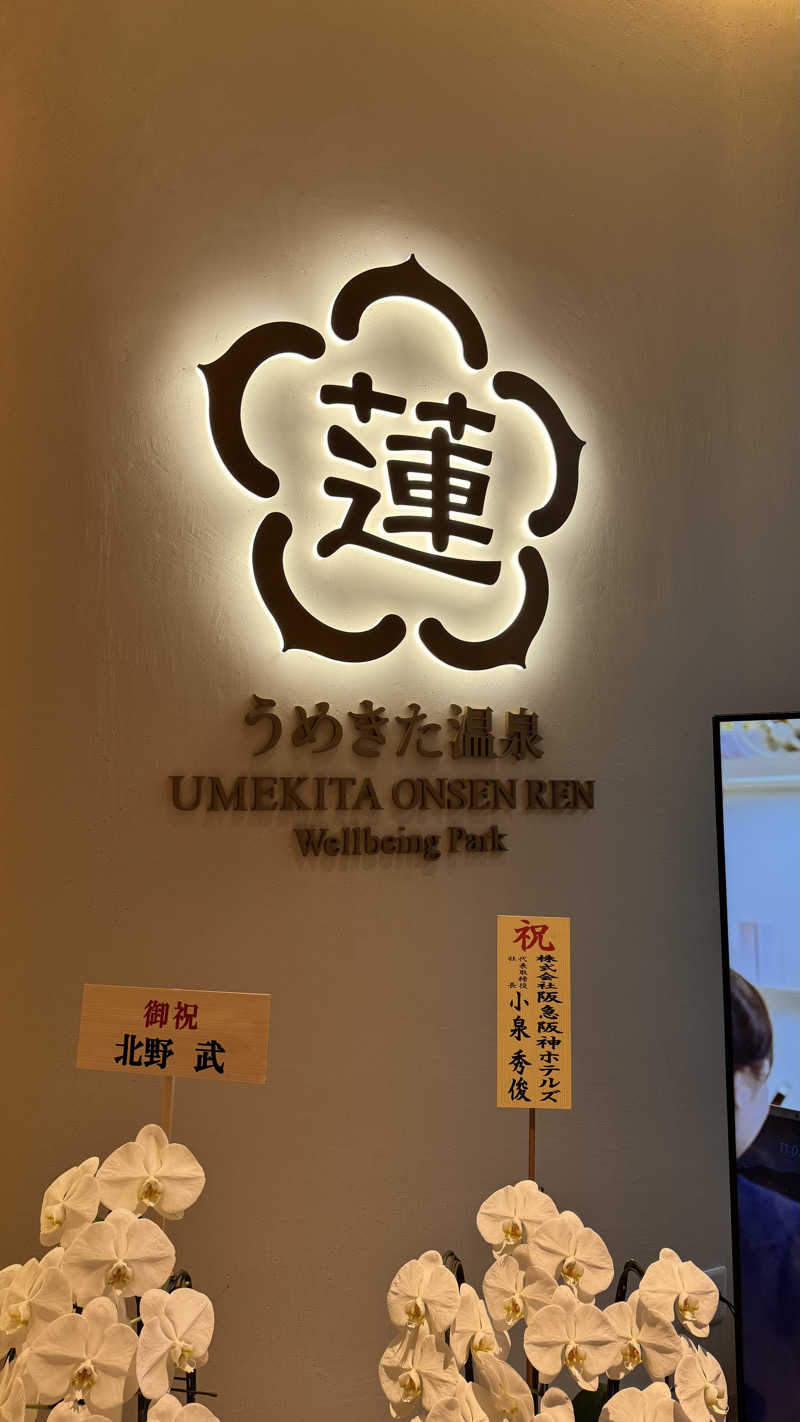 蓮
うめきた温泉
UMEKITA ONSEN REN
Wellbeing Park
御祝
北野 武
祝
株式会社阪急阪神ホテルズ
代表取締役
社長
小泉秀俊